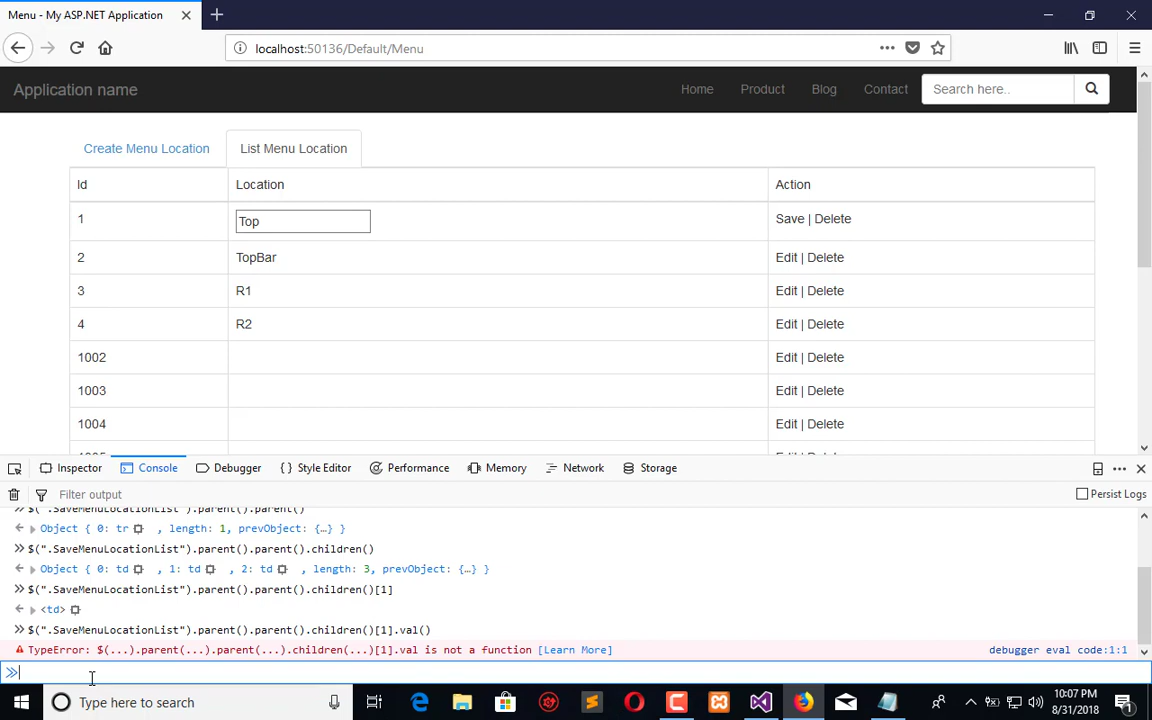 Menu - My ASP.NET Application
localhost:50136/Default/Menu
Application name
Home
Product
Blog
Contact
Search here..
Create Menu Location
List Menu Location
Id Location Action
1 Top Save | Delete
2 TopBar Edit | Delete
3 R1 Edit | Delete
4 R2 Edit | Delete
1002 Edit | Delete
1003 Edit | Delete
1004 Edit | Delete
Inspector
Console
Debugger
{ } Style Editor
Performance
Memory
Network
Storage
Filter output
Persist Logs
$(".SaveMenuLocationList").parent().parent()
Object { 0: tr , length: 1, prevObject: {…} }
$(".SaveMenuLocationList").parent().parent().children()
Object { 0: td , 1: td , 2: td , length: 3, prevObject: {…} }
$(".SaveMenuLocationList").parent().parent().children()[1]
<td>
$(".SaveMenuLocationList").parent().parent().children()[1].val()
TypeError: $(...).parent(...).parent(...).children(...)[1].val is not a function [Learn More] debugger eval code:1:1
Type here to search
10:07 PM
8/31/2018
1